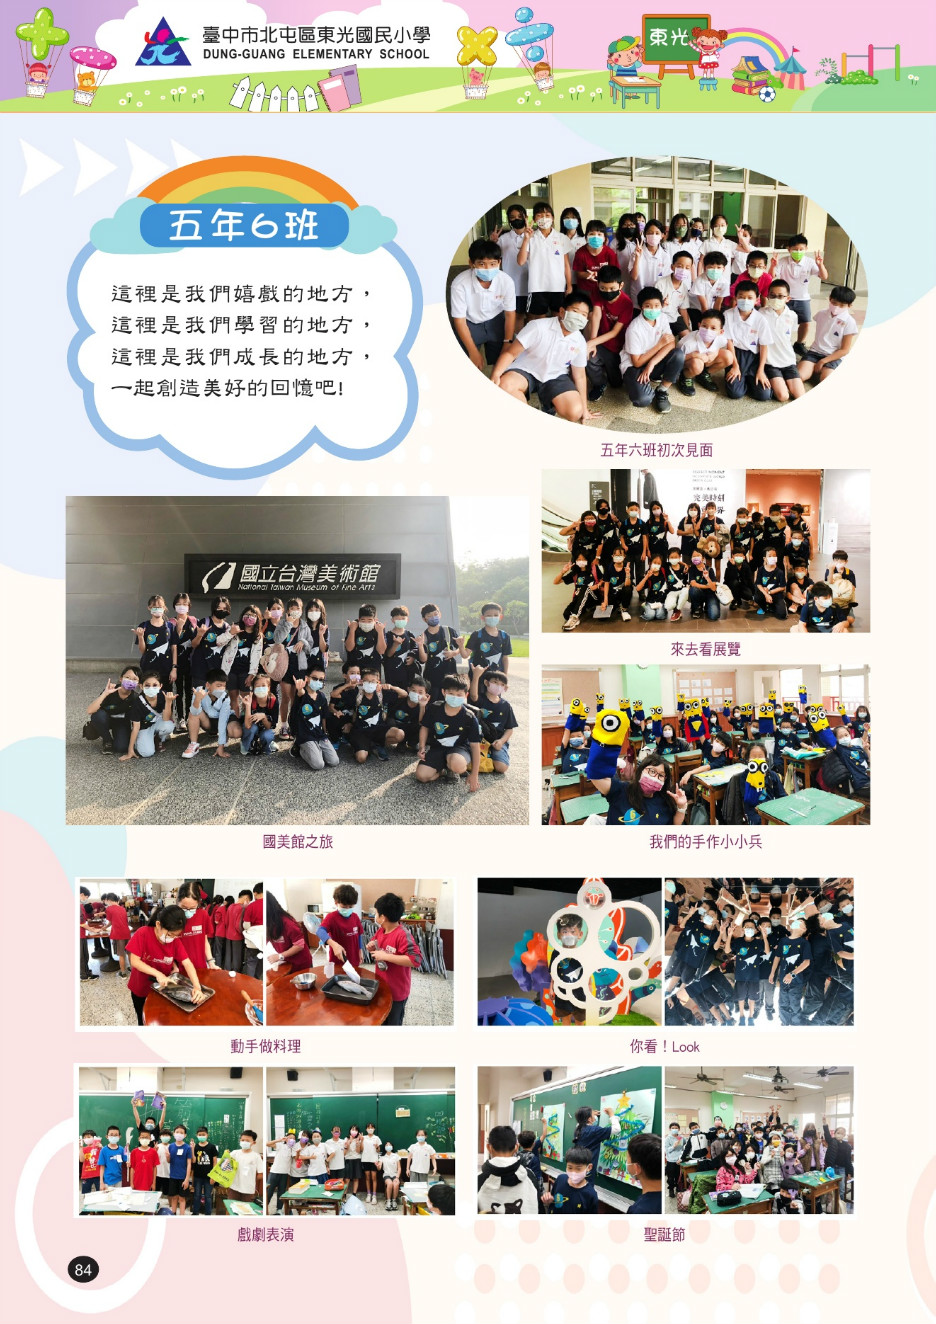 臺中市北屯區東光國民小學
DUNG-GUANG ELEMENTARY SCHOOL
東光
五年6班
這裡是我們嬉戲的地方，
這裡是我們學習的地方，
這裡是我們成長的地方，
一起創造美好的回憶吧!
五年六班初次見面
完美時刻
來去看展覽
國立台灣美術館
National Taiwan Museum of Fine Arts
國美館之旅
我們的手作小小兵
動手做料理
你看！Look
戲劇表演
聖誕節
84